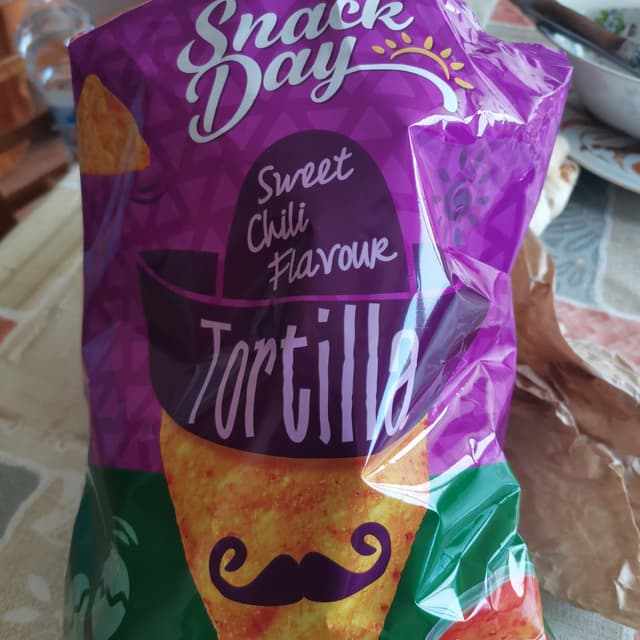 Snack
Day
Sweet
Chili
Flavour
Tortilla